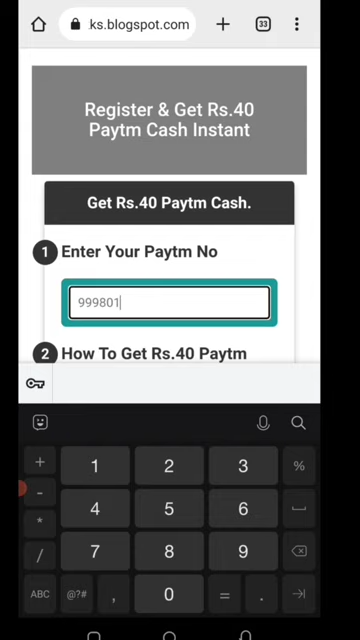 ks.blogspot.com
33
Register & Get Rs.40
Paytm Cash Instant
Get Rs.40 Paytm Cash.
1 Enter Your Paytm No
999801
2 How To Get Rs.40 Paytm
+ 1 2 3 %
- 4 5 6
* 7 8 9
/
ABC @?# , 0 = .